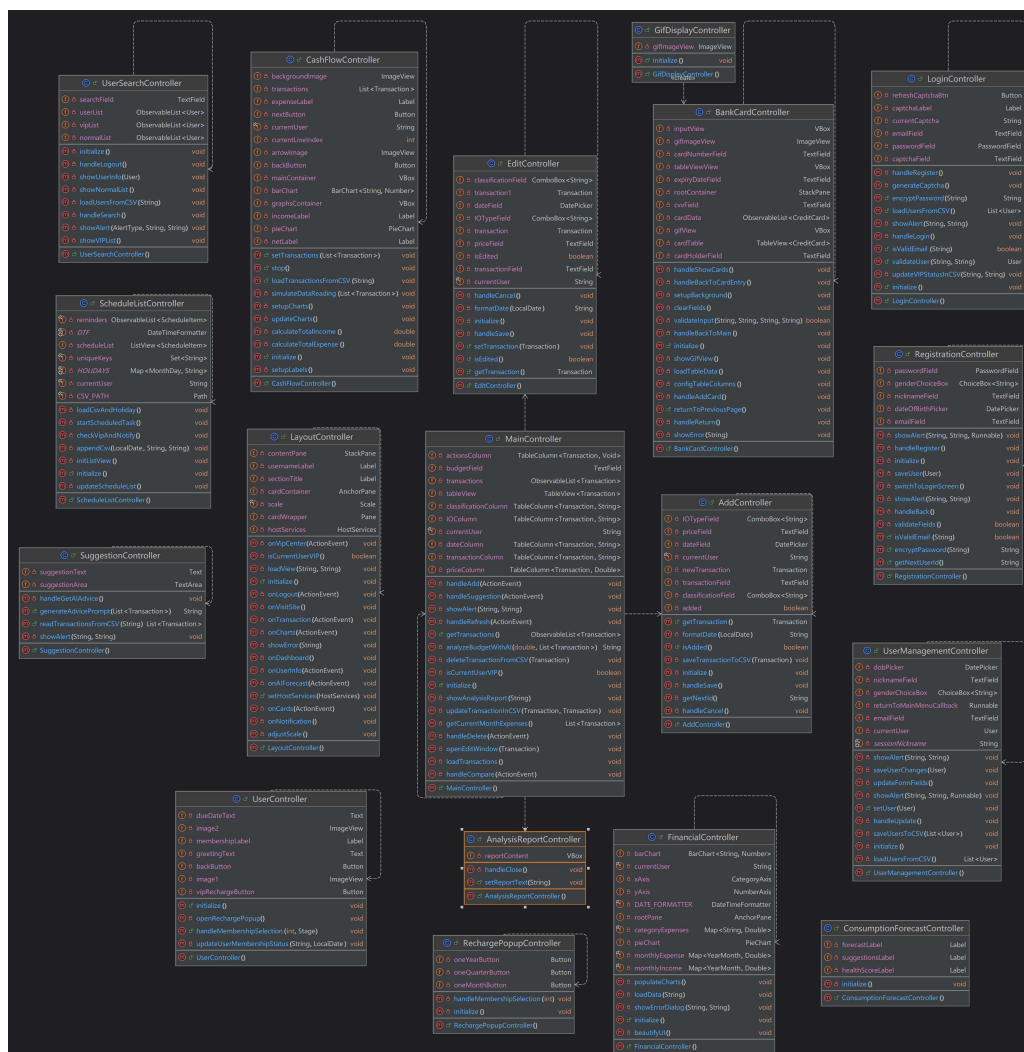 GifDisplayController
gifImageView ImageView
initialize () void
GifDisplayController ()
«create»
UserSearchController
searchField TextField
userList ObservableList <User>
vipList ObservableList <User>
normalList ObservableList <User>
initialize () void
handleLogout() void
showUserInfo(User) void
showNormalList () void
loadUsersFromCSV(String) void
handleSearch() void
showAlert(AlertType, String, String) void
showVIPList() void
UserSearchController()
CashFlowController
backgroundImage ImageView
transactions List <Transaction>
expenseLabel Label
nextButton Button
currentUser String
currentLineIndex int
arrowImage ImageView
backButton Button
mainContainer VBox
barChart BarChart <String, Number>
graphsContainer VBox
incomeLabel Label
pieChart PieChart
netLabel Label
setTransactions (List <Transaction>) void
stop() void
loadTransactionsFromCSV(String) void
simulateDataReading (List <Transaction>) void
setupCharts() void
updateCharts() void
calculateTotalIncome () double
calculateTotalExpense () double
initialize () void
setupLabels() void
CashFlowController()
EditController
classificationField ComboBox <String>
transaction1 Transaction
dateField DatePicker
IOTypeField ComboBox <String>
transaction Transaction
priceField TextField
isEdited boolean
transactionField TextField
currentUser String
handleCancel() void
formatDate (LocalDate) String
initialize () void
handleSave() void
setTransaction(Transaction) void
isEdited() boolean
getTransaction() Transaction
EditController()
BankCardController
inputView VBox
gifImageView ImageView
cardNumberField TextField
tableViewView VBox
expiryDateField TextField
rootContainer StackPane
cvvField TextField
cardData ObservableList <CreditCard>
gifView VBox
cardTable TableView <CreditCard>
cardHolderField TextField
handleShowCards() void
handleBackToCardEntry() void
setupBackground() void
clearFields() void
validateInput(String, String, String, String) boolean
handleBackToMain() void
initialize () void
showGifView() void
loadTableData() void
configTableColumns() void
handleAddCard() void
returnToPreviousPage() void
handleReturn() void
showError(String) void
BankCardController()
LoginController
refreshCaptchaBtn Button
captchaLabel Label
currentCaptcha String
emailField TextField
passwordField PasswordField
captchaField TextField
handleRegister() void
generateCaptcha() void
encryptPassword(String) String
loadUsersFromCSV() List <User>
showAlert(String, String) void
handleLogin() void
isValidEmail (String) boolean
validateUser(String, String) User
updateVIPStatusInCSV(String, String) void
initialize () void
LoginController()
ScheduleListController
reminders ObservableList <ScheduleItem>
DTF DateTimeFormatter
scheduleList ListView <ScheduleItem>
uniqueKeys Set<String>
HOLIDAYS Map <MonthDay, String>
currentUser String
CSV_PATH Path
loadCsvAndHoliday() void
startScheduledTask() void
checkVipAndNotify() void
appendCsv(LocalDate, String, String) void
initListView () void
initialize () void
updateScheduleList() void
ScheduleListController()
RegistrationController
passwordField PasswordField
genderChoiceBox ChoiceBox <String>
nicknameField TextField
dateOfBirthPicker DatePicker
emailField TextField
showAlert(String, String, Runnable) void
handleRegister() void
initialize () void
saveUser(User) void
switchToLoginScreen() void
showAlert(String, String) void
handleBack() void
validateFields() boolean
isValidEmail (String) boolean
encryptPassword(String) String
getNextUserId() String
RegistrationController ()
LayoutController
contentPane StackPane
usernameLabel Label
sectionTitle Label
cardContainer AnchorPane
scale Scale
cardWrapper Pane
hostServices HostServices
onVipCenter(ActionEvent) void
isCurrentUserVIP() boolean
loadView(String, String) void
initialize () void
onLogout(ActionEvent) void
onVisitSite() void
onTransaction(ActionEvent) void
onCharts(ActionEvent) void
showError(String) void
onDashboard() void
onUserInfo(ActionEvent) void
onAIForecast(ActionEvent) void
setHostServices(HostServices) void
onCards(ActionEvent) void
onNotification() void
adjustScale() void
LayoutController()
MainController
actionsColumn TableColumn <Transaction, Void>
budgetField TextField
transactions ObservableList <Transaction>
tableView TableView <Transaction>
classificationColumn TableColumn <Transaction, String>
IOColumn TableColumn <Transaction, String>
currentUser String
dateColumn TableColumn <Transaction, String>
transactionColumn TableColumn <Transaction, String>
priceColumn TableColumn <Transaction, Double>
handleAdd(ActionEvent) void
handleSuggestion(ActionEvent) void
showAlert(String, String) void
handleRefresh(ActionEvent) void
getTransactions() ObservableList <Transaction>
analyzeBudgetWithAI(double, List <Transaction>) String
deleteTransactionFromCSV(Transaction) void
isCurrentUserVIP() boolean
initialize () void
showAnalysisReport(String) void
updateTransactionInCSV(Transaction, Transaction) void
getCurrentMonthExpenses() List <Transaction>
handleDelete(ActionEvent) void
openEditWindow(Transaction) void
loadTransactions() void
handleCompare(ActionEvent) void
MainController()
AddController
IOTypeField ComboBox <String>
priceField TextField
dateField DatePicker
currentUser String
newTransaction Transaction
transactionField TextField
classificationField ComboBox <String>
added boolean
getTransaction() Transaction
formatDate (LocalDate) String
isAdded() boolean
saveTransactionToCSV(Transaction) void
initialize () void
handleSave() void
getNextId() String
handleCancel() void
AddController()
SuggestionController
suggestionText Text
suggestionArea TextArea
handleGetAIAdvice() void
generateAdvicePrompt(List <Transaction>) String
readTransactionsFromCSV(String) List <Transaction>
showAlert(String, String) void
SuggestionController()
UserManagementController
dobPicker DatePicker
nicknameField TextField
genderChoiceBox ChoiceBox <String>
returnToMainMenuCallback Runnable
emailField TextField
currentUser User
sessionNickname String
showAlert(String, String) void
saveUserChanges(User) void
updateFormFields() void
showAlert(String, String, Runnable) void
setUser(User) void
handleUpdate() void
saveUsersToCSV(List <User>) void
initialize () void
loadUsersFromCSV() List <User>
UserManagementController()
UserController
dueDateText Text
image2 ImageView
membershipLabel Label
greetingText Text
backButton Button
image1 ImageView
vipRechargeButton Button
initialize () void
openRechargePopup() void
handleMembershipSelection (int, Stage) void
updateUserMembershipStatus(String, LocalDate) void
UserController()
AnalysisReportController
reportContent VBox
handleClose() void
setReportText(String) void
AnalysisReportController()
FinancialController
barChart BarChart <String, Number>
currentUser String
xAxis CategoryAxis
yAxis NumberAxis
DATE_FORMATTER DateTimeFormatter
rootPane AnchorPane
categoryExpenses Map <String, Double>
pieChart PieChart
monthlyExpense Map <YearMonth, Double>
monthlyIncome Map <YearMonth, Double>
populateCharts() void
loadData(String) void
showErrorDialog(String, String) void
initialize () void
beautifyUI() void
FinancialController()
RechargePopupController
oneYearButton Button
oneQuarterButton Button
oneMonthButton Button
handleMembershipSelection (int) void
initialize () void
RechargePopupController()
ConsumptionForecastController
forecastLabel Label
suggestionsLabel Label
healthScoreLabel Label
initialize () void
ConsumptionForecastController()